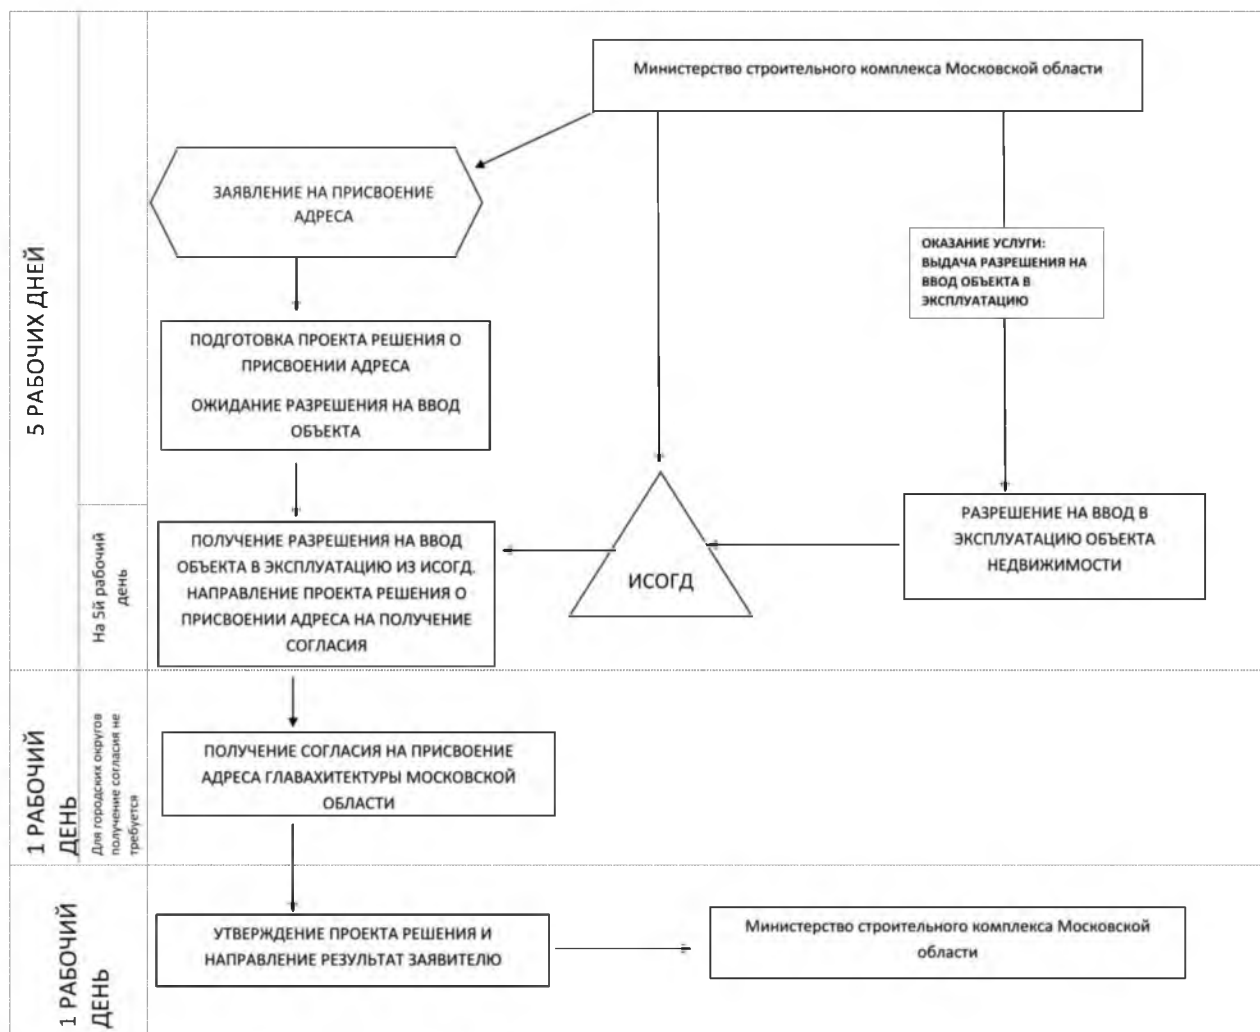 Министерство строительного комплекса Московской области
ЗАЯВЛЕНИЕ НА ПРИСВОЕНИЕ
АДРЕСА
ОКАЗАНИЕ УСЛУГИ:
ВЫДАЧА РАЗРЕШЕНИЯ НА
ВВОД ОБЪЕКТА В
ЭКСПЛУАТАЦИЮ
5 РАБОЧИХ ДНЕЙ
ПОДГОТОВКА ПРОЕКТА РЕШЕНИЯ О
ПРИСВОЕНИИ АДРЕСА
ОЖИДАНИЕ РАЗРЕШЕНИЯ НА ВВОД
ОБЪЕКТА
На 5й рабочий
день
ПОЛУЧЕНИЕ РАЗРЕШЕНИЯ НА ВВОД
ОБЪЕКТА В ЭКСПЛУАТАЦИЮ ИЗ ИСОГД.
НАПРАВЛЕНИЕ ПРОЕКТА РЕШЕНИЯ О
ПРИСВОЕНИИ АДРЕСА НА ПОЛУЧЕНИЕ
СОГЛАСИЯ
ИСОГД
РАЗРЕШЕНИЕ НА ВВОД В
ЭКСПЛУАТАЦИЮ ОБЪЕКТА
НЕДВИЖИМОСТИ
1 РАБОЧИЙ
ДЕНЬ
Для городских округов
получение согласия не
требуется
ПОЛУЧЕНИЕ СОГЛАСИЯ НА ПРИСВОЕНИЕ
АДРЕСА ГЛАВАХИТЕКТУРЫ МОСКОВСКОЙ
ОБЛАСТИ
1 РАБОЧИЙ
ДЕНЬ
УТВЕРЖДЕНИЕ ПРОЕКТА РЕШЕНИЯ И
НАПРАВЛЕНИЕ РЕЗУЛЬТАТ ЗАЯВИТЕЛЮ
Министерство строительного комплекса Московской
области